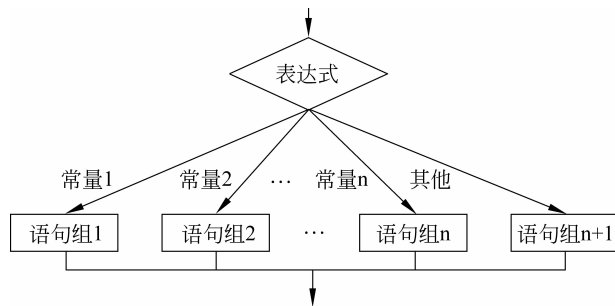 表达式
常量1 常量2 … 常量n 其他
语句组1 语句组2 … 语句组n 语句组n+1